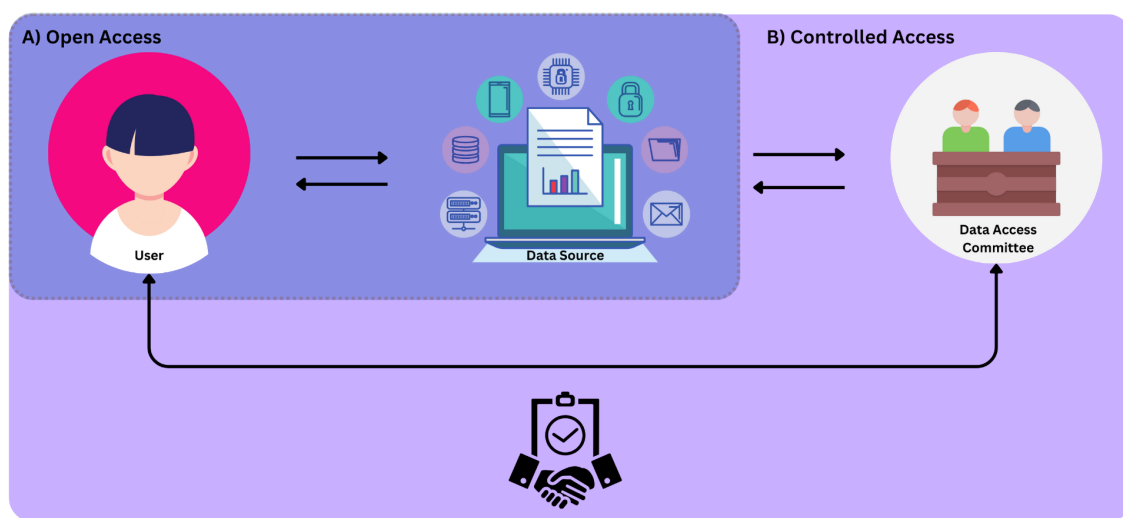 A) Open Access
B) Controlled Access
User
Data Source
Data Access
Committee